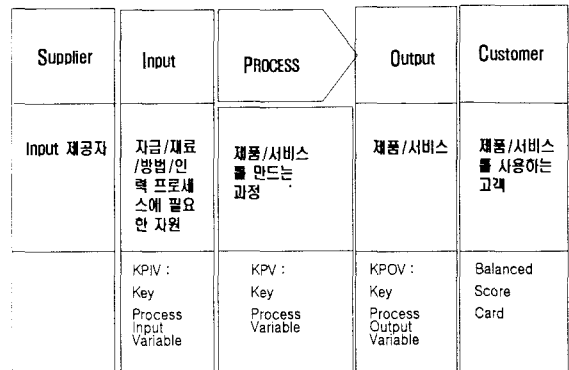 Supplier
Input
PROCESS
Output
Customer
Input 제공자
자금/재료
/방법/인
력 프로세
스에 필요
한 자원
제품/서비스
를 만드는
과정
제품/서비스
제품/서비스
를 사용하는
고객
KPIV :
Key
Process
Input
Variable
KPV :
Key
Process
Variable
KPOV :
Key
Process
Output
Variable
Balanced
Score
Card